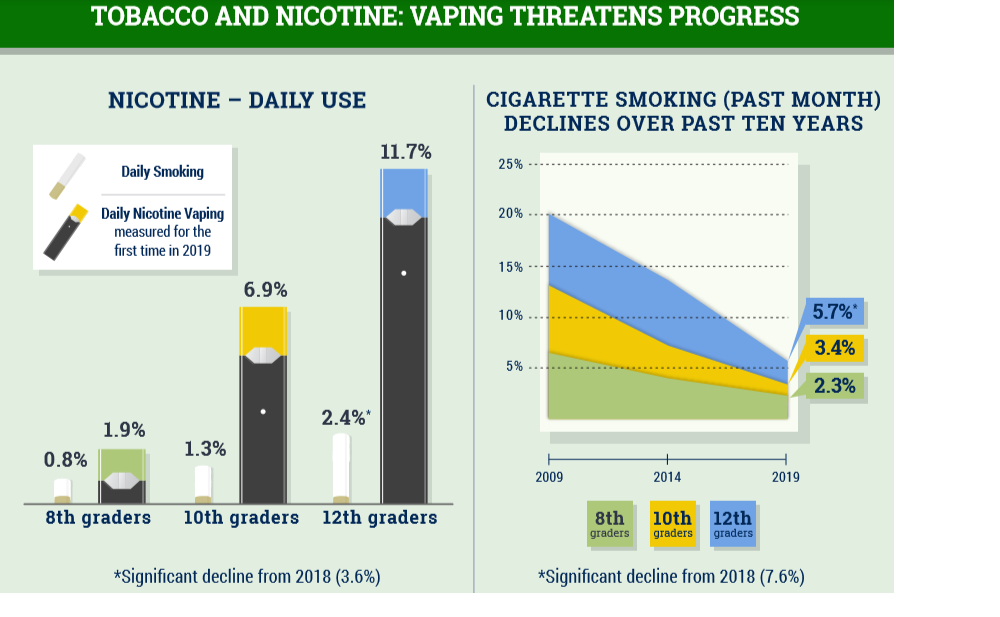 TOBACCO AND NICOTINE: VAPING THREATENS PROGRESS
NICOTINE – DAILY USE
Daily Smoking
Daily Nicotine Vaping
measured for the
first time in 2019
0.8%
1.9%
1.3%
6.9%
2.4%*
11.7%
8th graders
10th graders
12th graders
*Significant decline from 2018 (3.6%)
CIGARETTE SMOKING (PAST MONTH)
DECLINES OVER PAST TEN YEARS
25%
20%
15%
10%
5%
5.7%*
3.4%
2.3%
2009
2014
2019
8th
graders
10th
graders
12th
graders
*Significant decline from 2018 (7.6%)